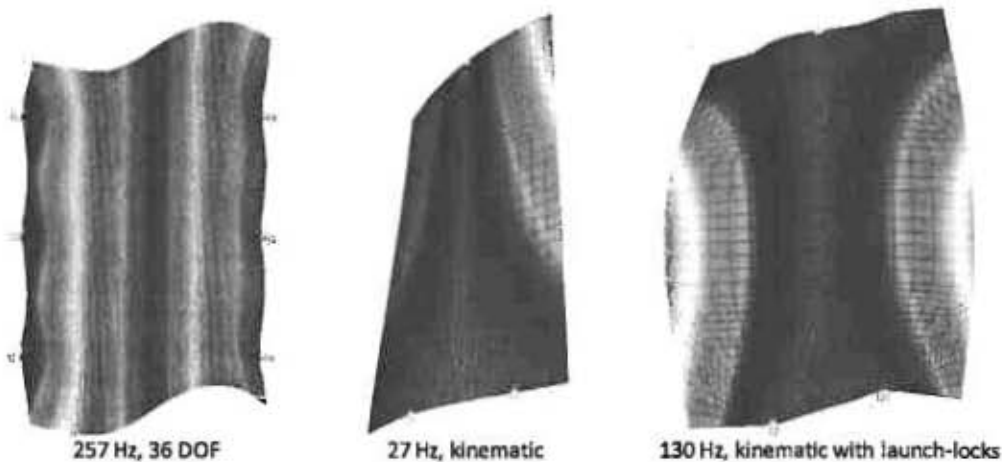 257 Hz, 36 DOF
27 Hz, kinematic
130 Hz, kinematic with launch-locks